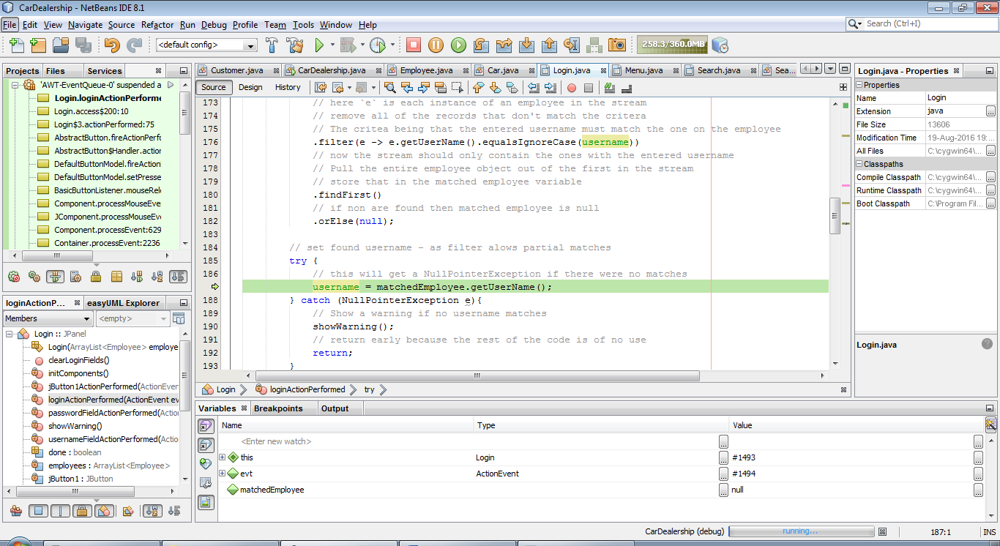 CarDealership - NetBeans IDE 8.1
File Edit View Navigate Source Refactor Run Debug Profile Team Tools Window Help
Search (Ctrl+I)
<default config>
258.3/360.0MB
Projects Files Services
'AWT-EventQueue-0' suspended a
Login.loginActionPerforme
Login.access$200:10
Login$3.actionPerformed:75
AbstractButton.fireActionPerfo
AbstractButton$Handler.action
DefaultButtonModel.fireAction
DefaultButtonModel.setPresse
BasicButtonListener.mouseRele
Component.processMouseEve
JComponent.processMouseEve
Component.processEvent:629
Container.processEvent:2236
loginActionP... easyUML Explorer
Members <empty>
Login :: JPanel
Login(ArrayList<Employee> employe
clearLoginFields()
initComponents()
jButton1ActionPerformed(ActionEven
loginActionPerformed(ActionEvent ev
passwordFieldActionPerformed(Actio
showWarning()
usernameFieldActionPerformed(Actio
done : boolean
employees : ArrayList<Employee>
jButton1 : JButton
Customer.java CarDealership.java Employee.java Car.java Login.java Menu.java Search.java Sea...
Source Design History
173 // here `e` is each instance of an employee in the stream
174 // remove all of the records that don't match the critera
175 // The critea being that the entered username must match the one on the employee
176 .filter(e -> e.getUserName().equalsIgnoreCase(username))
177 // now the stream should only contain the ones with the entered username
178 // Pull the entire employee object out of the first in the stream
179 // store that in the matched employee variable
180 .findFirst()
181 // if non are found then matched employee is null
182 .orElse(null);
183
184 // set found username - as filter alows partial matches
185 try {
186 // this will get a NullPointerException if there were no matches
username = matchedEmployee.getUserName();
188 } catch (NullPointerException e){
189 // Show a warning if no username matches
190 showWarning();
191 // return early because the rest of the code is of no use
192 return;
193 }
Login loginActionPerformed try
Variables Breakpoints Output
Name Type Value
<Enter new watch>
this Login #1493
evt ActionEvent #1494
matchedEmployee null
Login.java - Properties
Properties
Name Login
Extension java
File Size 13606
Modification Time 19-Aug-2016 19:...
All Files C:\cygwin64\...
Classpaths
Compile Classpath C:\cygwin64\...
Runtime Classpath C:\cygwin64\...
Boot Classpath C:\Program Fil...
Login.java
CarDealership (debug) running... 187:1 INS